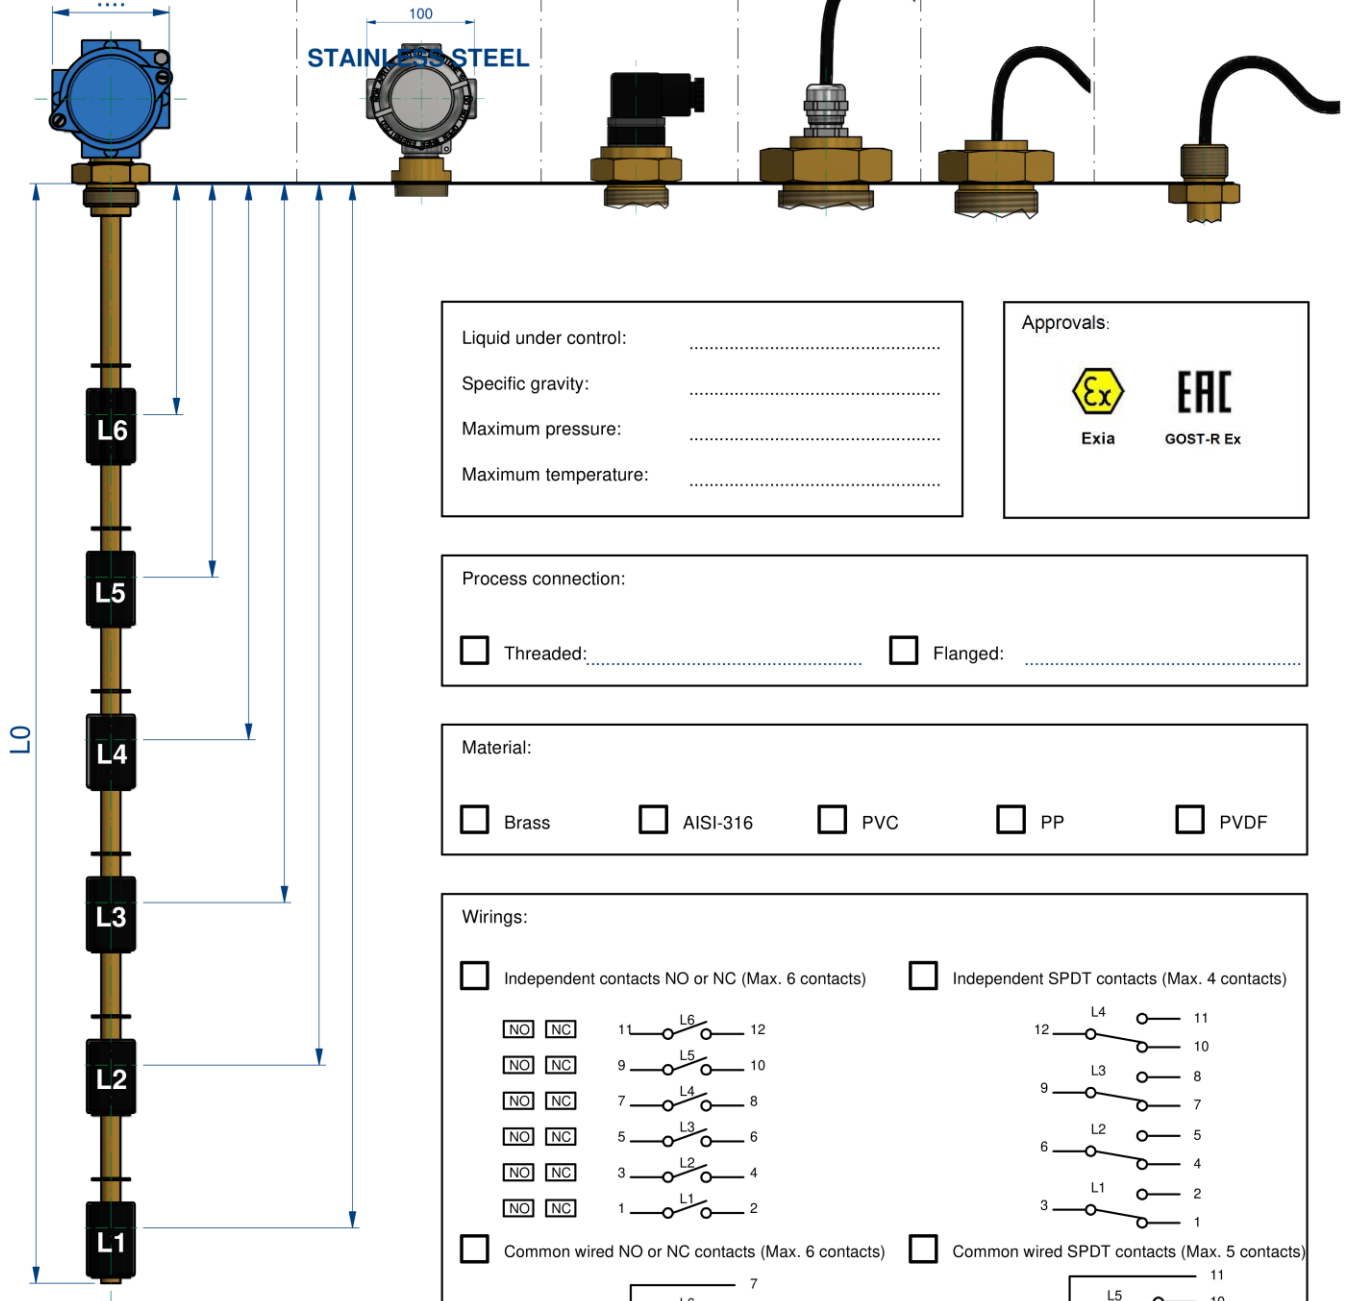 ....
100
STAINLESS STEEL
Liquid under control: ........................................
Specific gravity: ........................................
Maximum pressure: ........................................
Maximum temperature: ........................................
Approvals:
Ex
EAC
Exia
GOST-R Ex
L6
L5
L4
L3
L2
L1
L0
Process connection:
Threaded: ........................................
Flanged: ........................................
Material:
Brass AISI-316 PVC PP PVDF
Wirings:
Independent contacts NO or NC (Max. 6 contacts)
NO NC 11 L6 12
NO NC 9 L5 10
NO NC 7 L4 8
NO NC 5 L3 6
NO NC 3 L2 4
NO NC 1 L1 2
Independent SPDT contacts (Max. 4 contacts)
L4 11
12 10
L3 8
9 7
L2 5
6 4
L1 2
3 1
Common wired NO or NC contacts (Max. 6 contacts)
7
Common wired SPDT contacts (Max. 5 contacts)
11
L5 10